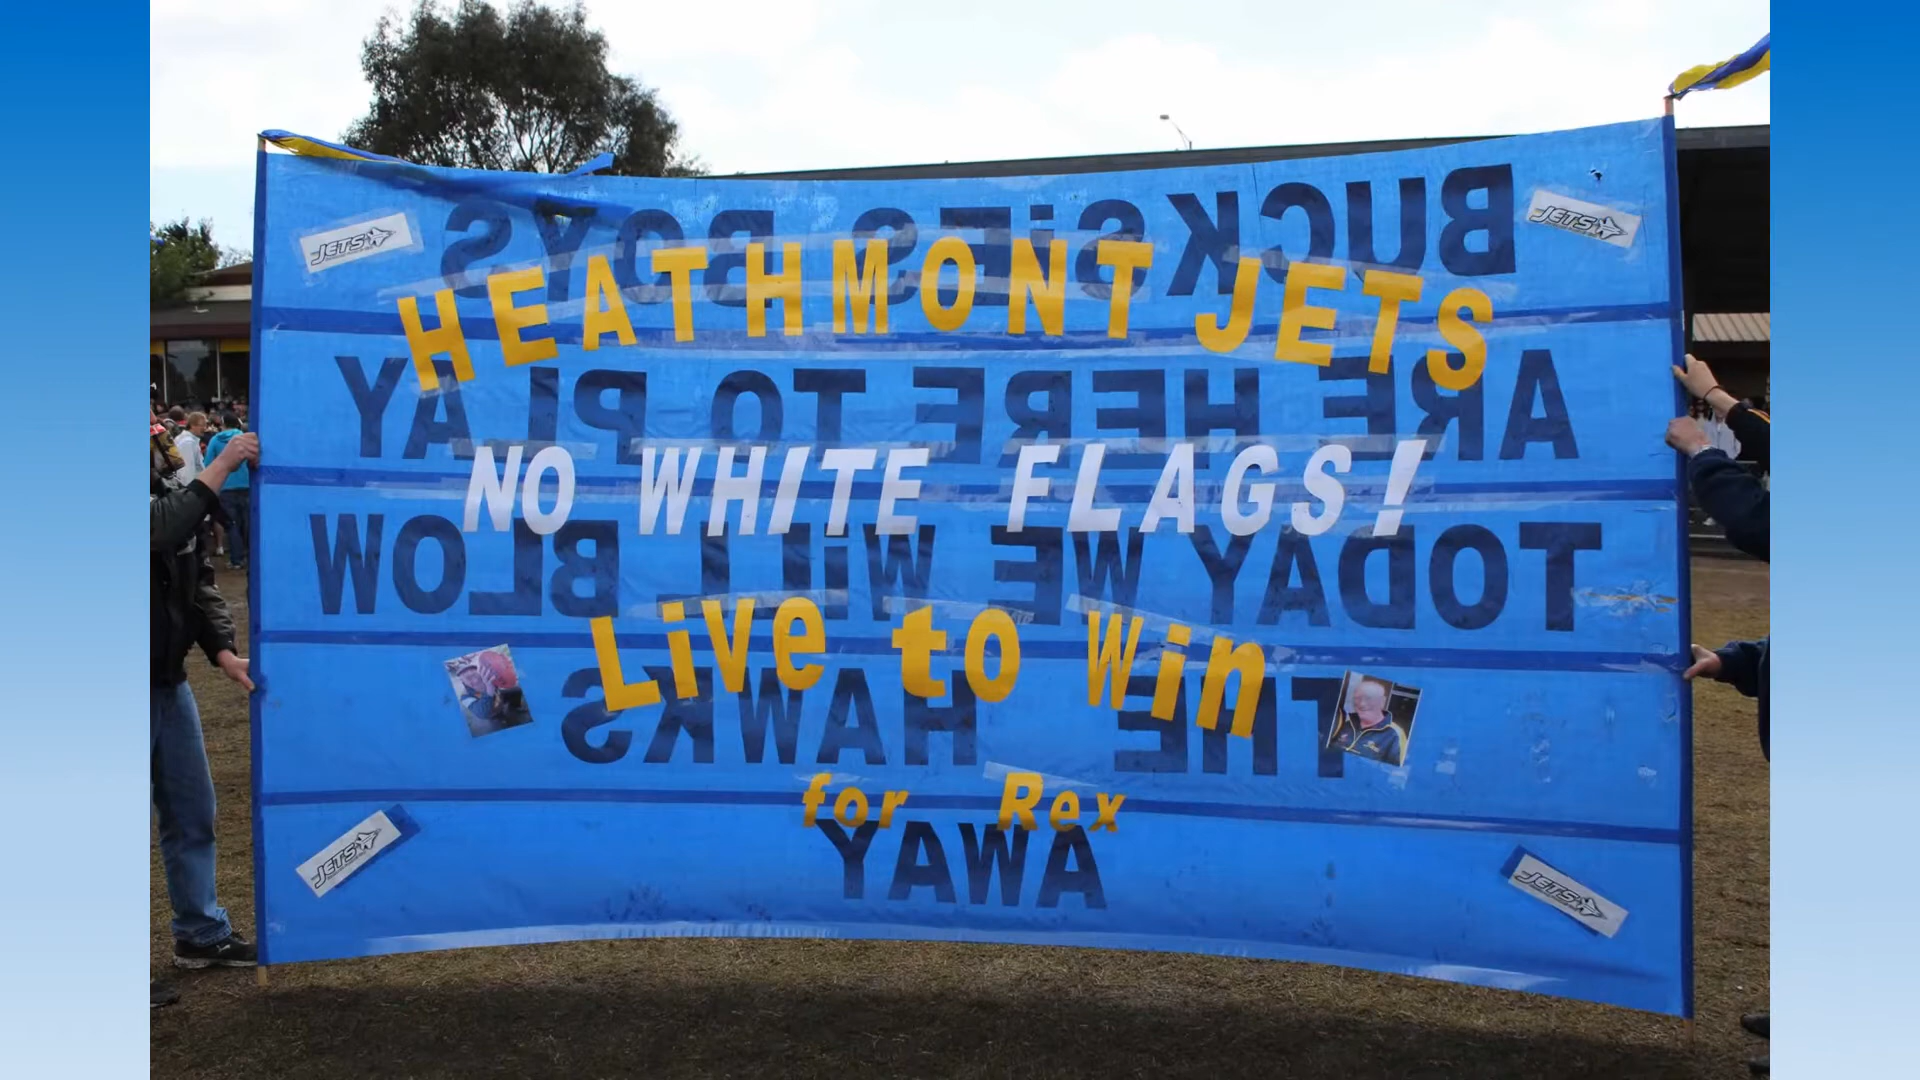 JETS
JETS
BUCKSiES BOYS
HEATHMONT JETS
ARE HERE TO PLAY
NO WHITE FLAGS!
TODAY WE WiLL BLOW
Live to Win
THE HAWKS
for Rex
AWAY
JETS
JETS